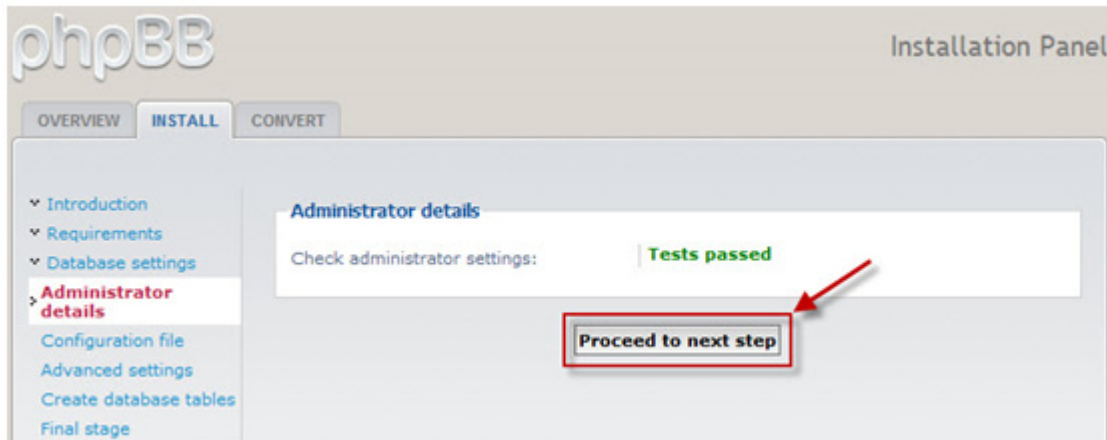 phpBB
Installation Panel
OVERVIEW INSTALL CONVERT
Introduction
Requirements
Database settings
Administrator
details
Configuration file
Advanced settings
Create database tables
Final stage
Administrator details
Check administrator settings: Tests passed
Proceed to next step